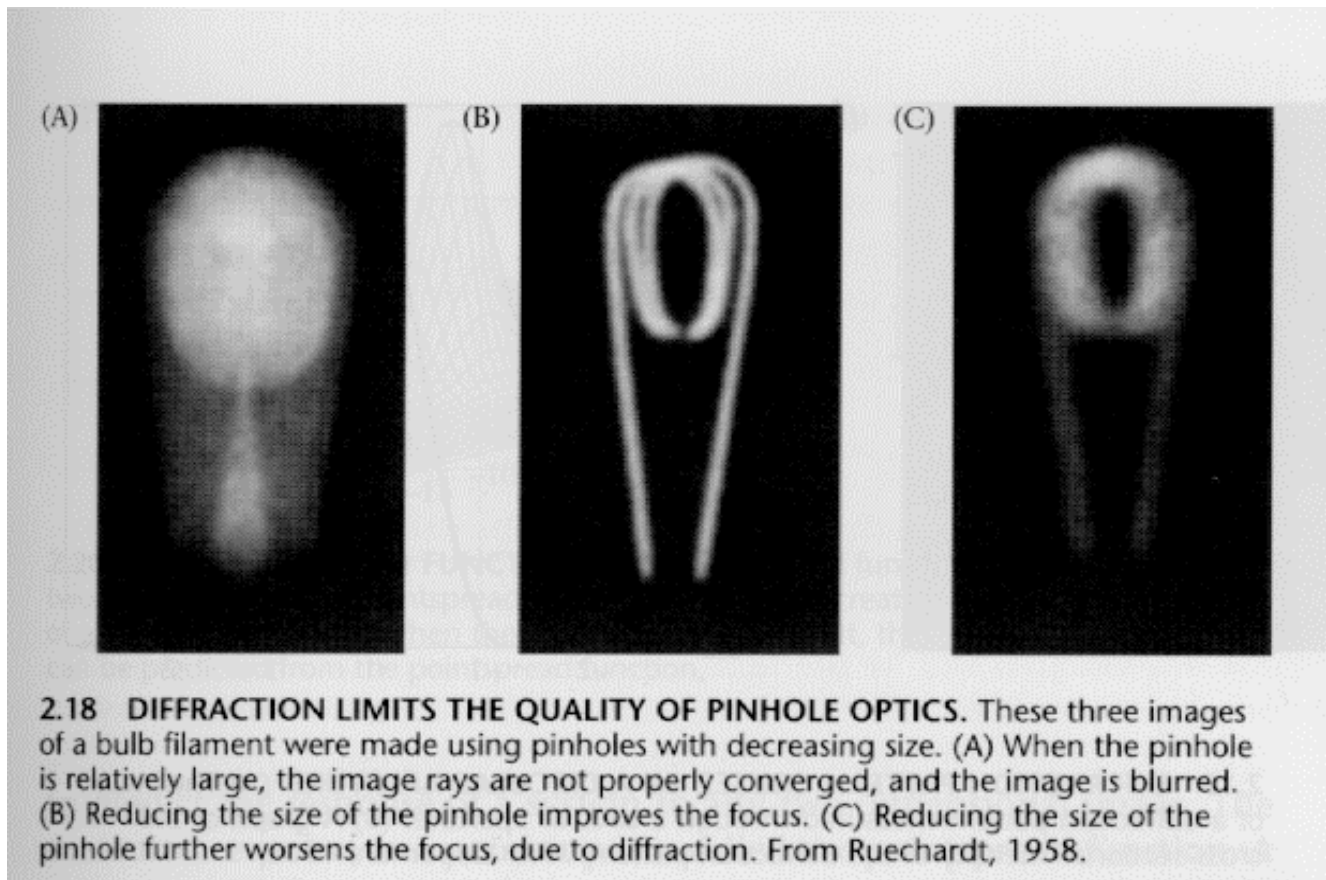 (A) (B) (C)
2.18 DIFFRACTION LIMITS THE QUALITY OF PINHOLE OPTICS. These three images
of a bulb filament were made using pinholes with decreasing size. (A) When the pinhole
is relatively large, the image rays are not properly converged, and the image is blurred.
(B) Reducing the size of the pinhole improves the focus. (C) Reducing the size of the
pinhole further worsens the focus, due to diffraction. From Ruechardt, 1958.